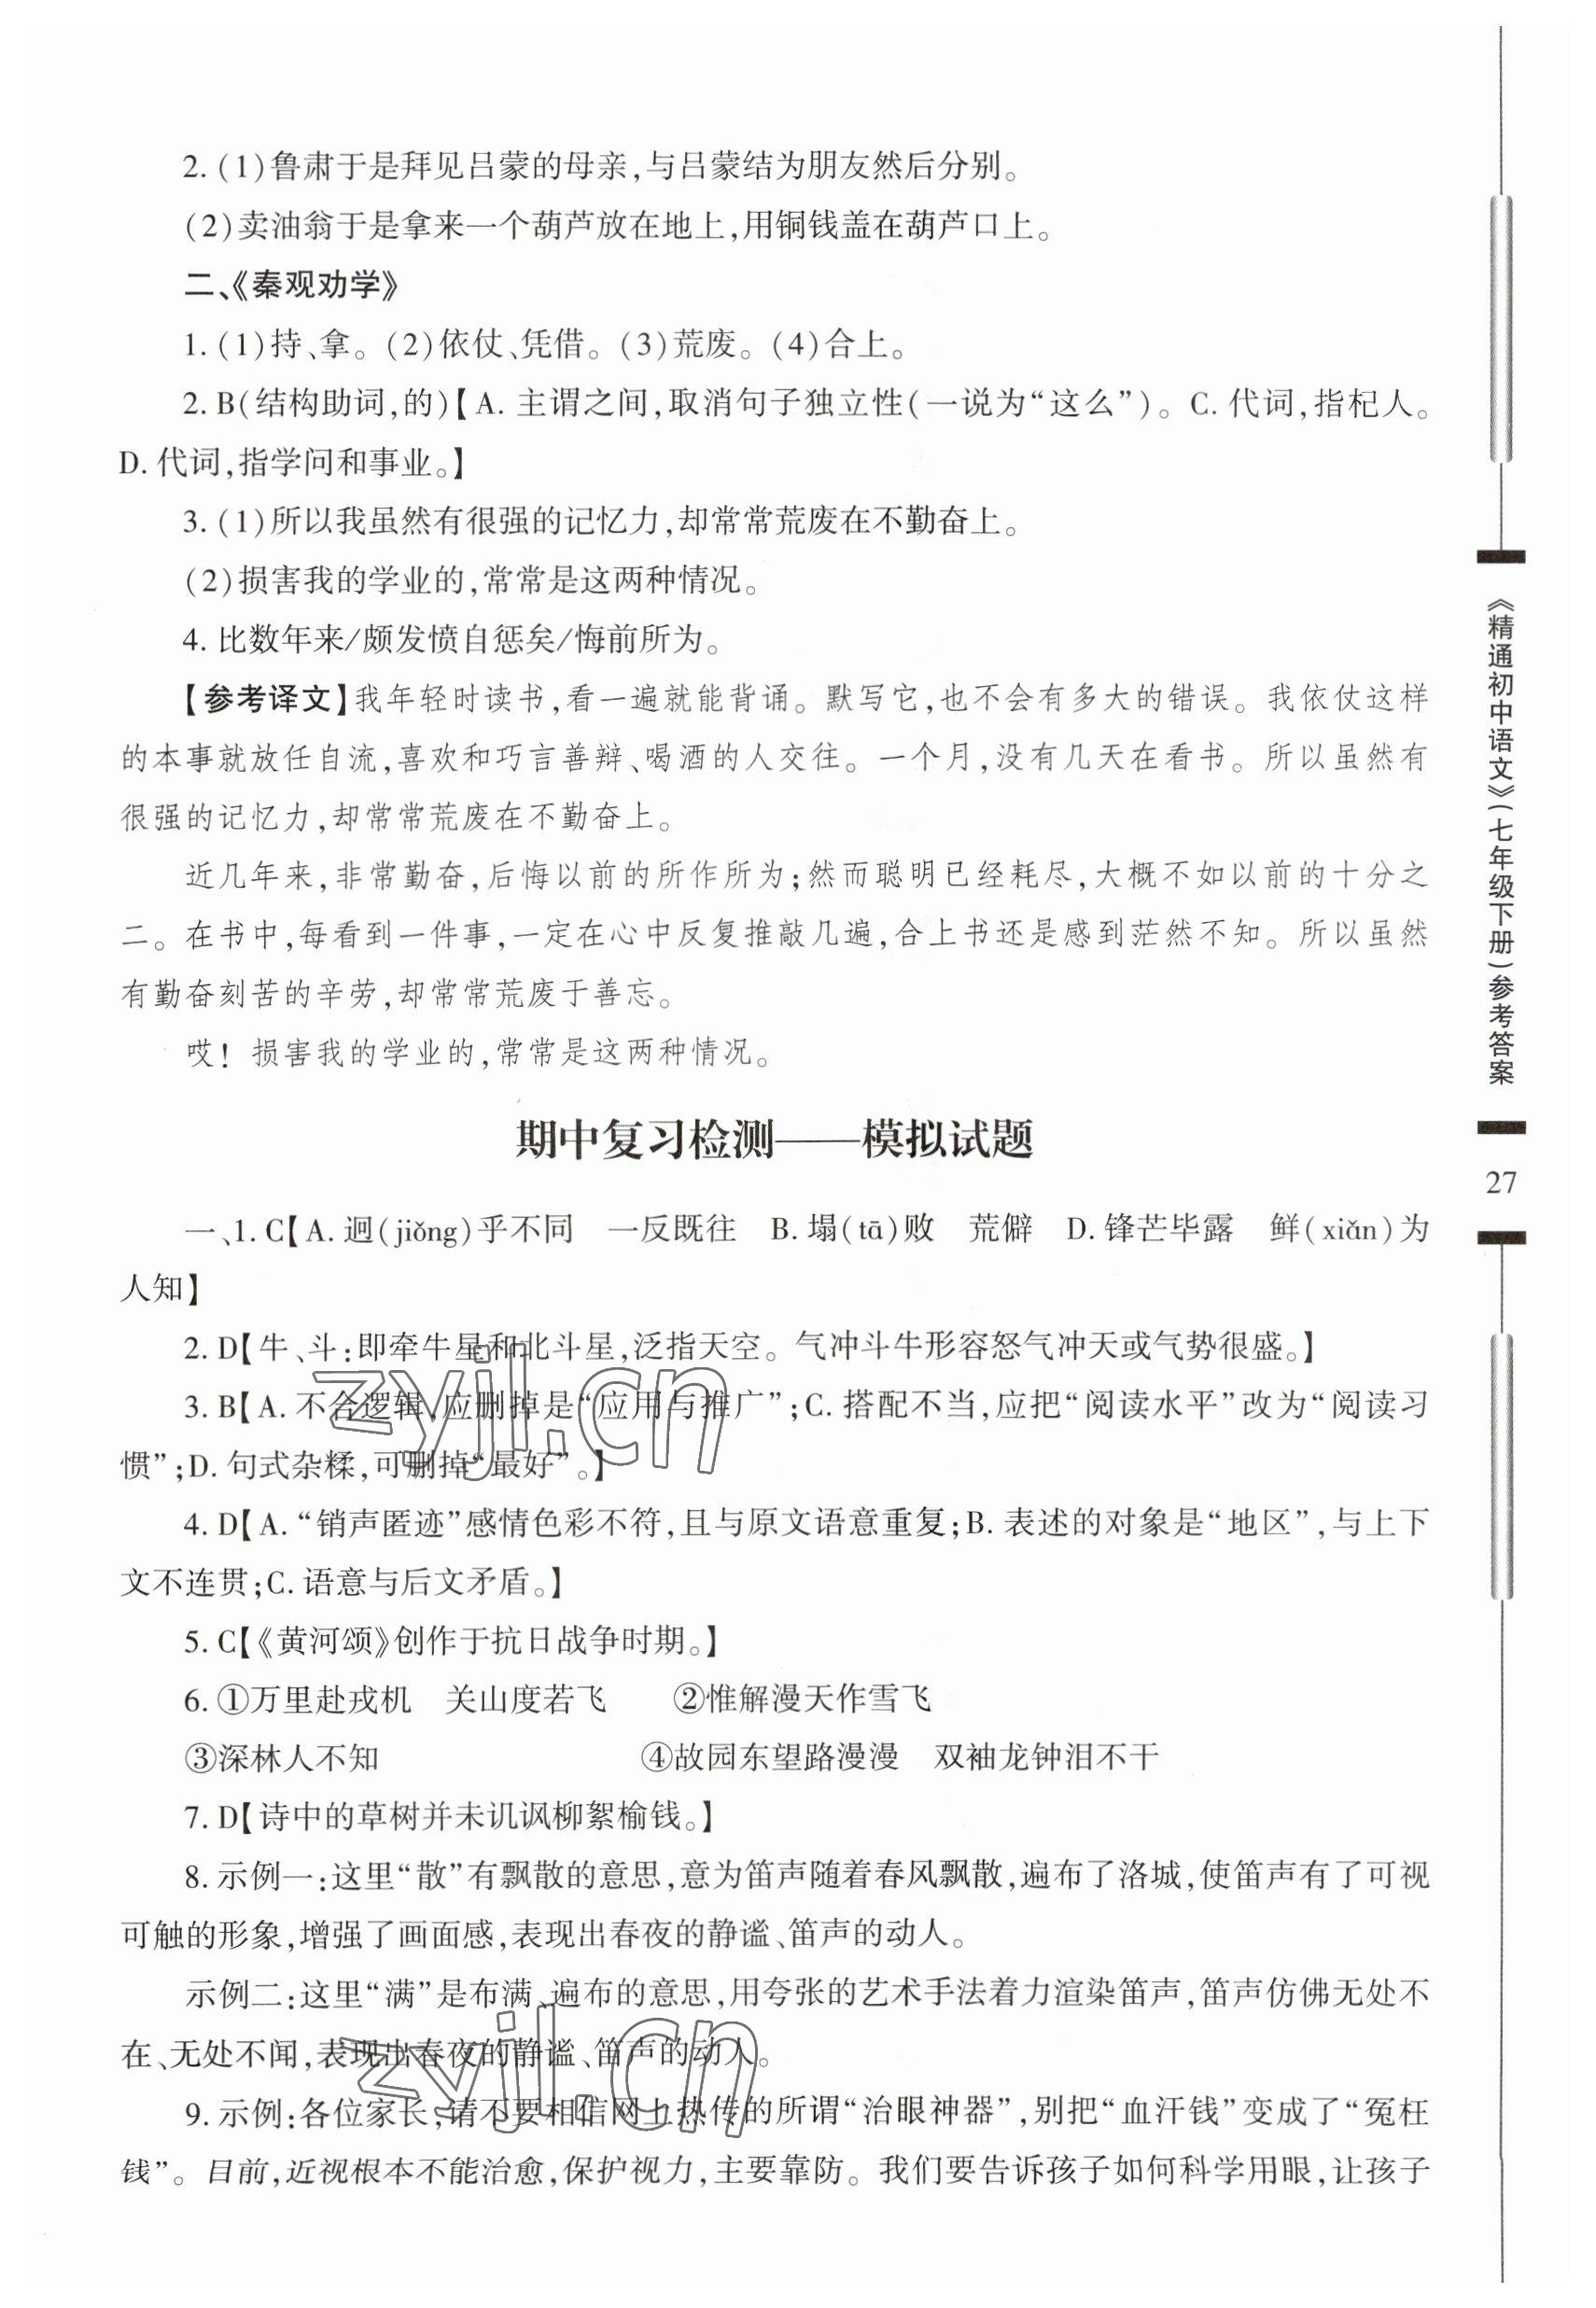 2. (1)鲁肃于是拜见吕蒙的母亲,与吕蒙结为朋友然后分别。
(2)卖油翁于是拿来一个葫芦放在地上,用铜钱盖在葫芦口上。
二、《秦观劝学》
1. (1)持、拿。(2)依仗、凭借。(3)荒废。(4)合上。
2. B(结构助词,的)【A. 主谓之间,取消句子独立性(一说为“这么”)。C. 代词,指杞人。
D. 代词,指学问和事业。】
3. (1)所以我虽然有很强的记忆力,却常常荒废在不勤奋上。
(2)损害我的学业的,常常是这两种情况。
4. 比数年来/颇发愤自惩矣/悔前所为。
【参考译文】我年轻时读书,看一遍就能背诵。默写它,也不会有多大的错误。我依仗这样
的本事就放任自流,喜欢和巧言善辩、喝酒的人交往。一个月,没有几天在看书。所以虽然有
很强的记忆力,却常常荒废在不勤奋上。
近几年来,非常勤奋,后悔以前的所作所为;然而聪明已经耗尽,大概不如以前的十分之
二。在书中,每看到一件事,一定在心中反复推敲几遍,合上书还是感到茫然不知。所以虽然
有勤奋刻苦的辛劳,却常常荒废于善忘。
哎! 损害我的学业的,常常是这两种情况。
期中复习检测——模拟试题
一、1. C【A. 迥(jiǒng)乎不同 一反既往 B. 塌(tā)败 荒僻 D. 锋芒毕露 鲜(xiǎn)为
人知】
2. D【牛、斗:即牵牛星和北斗星,泛指天空。气冲斗牛形容怒气冲天或气势很盛。】
3. B【A. 不合逻辑,应删掉是“应用与推广”;C. 搭配不当,应把“阅读水平”改为“阅读习
惯”;D. 句式杂糅,可删掉“最好”。】
4. D【A. “销声匿迹”感情色彩不符,且与原文语意重复;B. 表述的对象是“地区”,与上下
文不连贯;C. 语意与后文矛盾。】
5. C【《黄河颂》创作于抗日战争时期。】
6. ①万里赴戎机 关山度若飞 ②惟解漫天作雪飞
③深林人不知 ④故园东望路漫漫 双袖龙钟泪不干
7. D【诗中的草树并未讥讽柳絮榆钱。】
8. 示例一:这里“散”有飘散的意思,意为笛声随着春风飘散,遍布了洛城,使笛声有了可视
可触的形象,增强了画面感,表现出春夜的静谧、笛声的动人。
示例二:这里“满”是布满、遍布的意思,用夸张的艺术手法着力渲染笛声,笛声仿佛无处不
在、无处不闻,表现出春夜的静谧、笛声的动人。
9. 示例:各位家长,请不要相信网上热传的所谓“治眼神器”,别把“血汗钱”变成了“冤枉
钱”。目前,近视根本不能治愈,保护视力,主要靠防。我们要告诉孩子如何科学用眼,让孩子
《精通初中语文》(七年级下册)参考答案
27
zyjl.cn
zyjl.cn